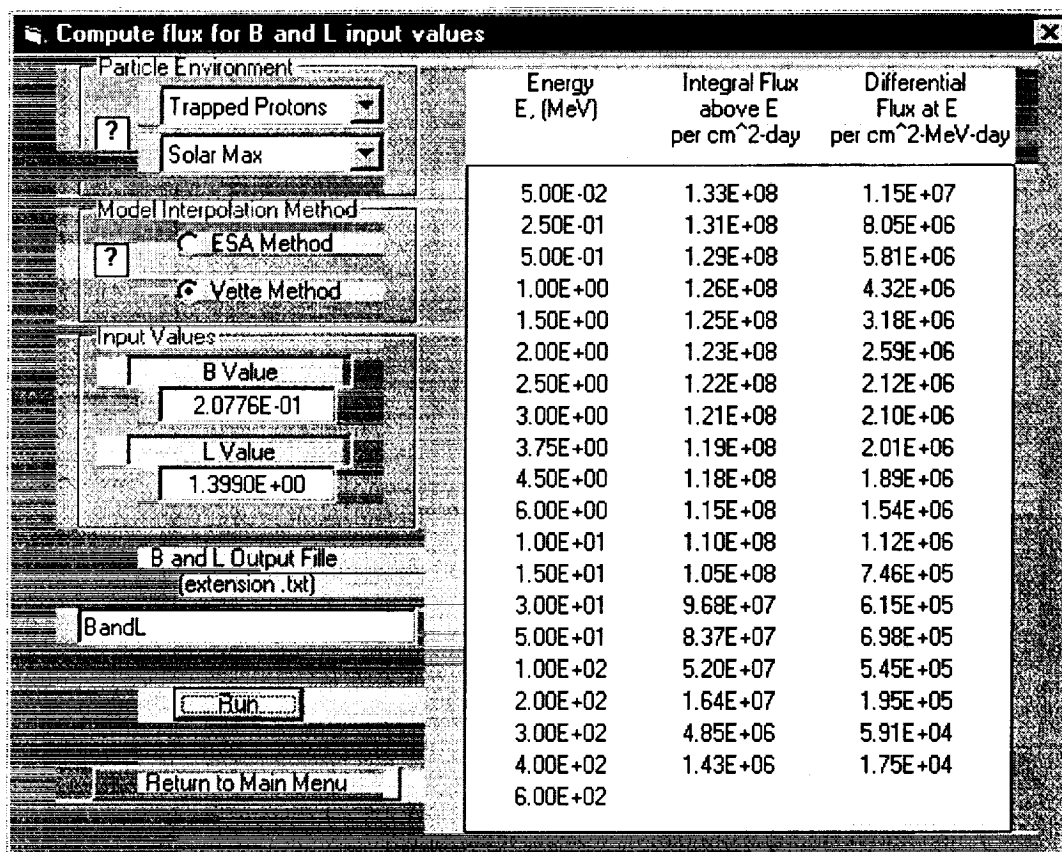 Compute flux for B and L input values
Particle Environment
Trapped Protons
?
Solar Max
Model Interpolation Method
ESA Method
?
Vette Method
Input Values
B Value
2.0776E-01
L Value
1.3990E+00
B and L Output Fille
(extension .txt)
BandL
Run
Return to Main Menu
Energy Integral Flux Differential
E, (MeV) above E Flux at E
per cm^2-day per cm^2-MeV-day
5.00E-02 1.33E+08 1.15E+07
2.50E-01 1.31E+08 8.05E+06
5.00E-01 1.29E+08 5.81E+06
1.00E+00 1.26E+08 4.32E+06
1.50E+00 1.25E+08 3.18E+06
2.00E+00 1.23E+08 2.59E+06
2.50E+00 1.22E+08 2.12E+06
3.00E+00 1.21E+08 2.10E+06
3.75E+00 1.19E+08 2.01E+06
4.50E+00 1.18E+08 1.89E+06
6.00E+00 1.15E+08 1.54E+06
1.00E+01 1.10E+08 1.12E+06
1.50E+01 1.05E+08 7.46E+05
3.00E+01 9.68E+07 6.15E+05
5.00E+01 8.37E+07 6.98E+05
1.00E+02 5.20E+07 5.45E+05
2.00E+02 1.64E+07 1.95E+05
3.00E+02 4.85E+06 5.91E+04
4.00E+02 1.43E+06 1.75E+04
6.00E+02